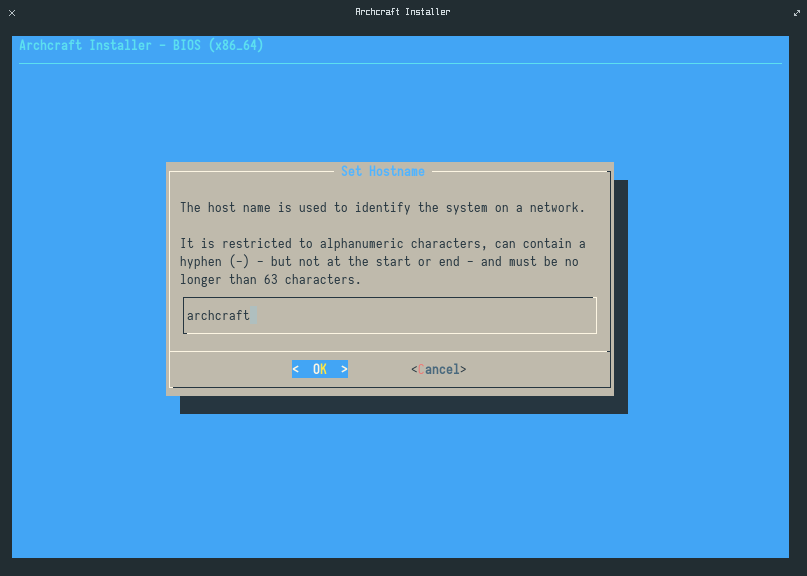 Archcraft Installer
Archcraft Installer - BIOS (x86_64)
Set Hostname
The host name is used to identify the system on a network.
It is restricted to alphanumeric characters, can contain a
hyphen (-) - but not at the start or end - and must be no
longer than 63 characters.
archcraft
<  OK  > <Cancel>